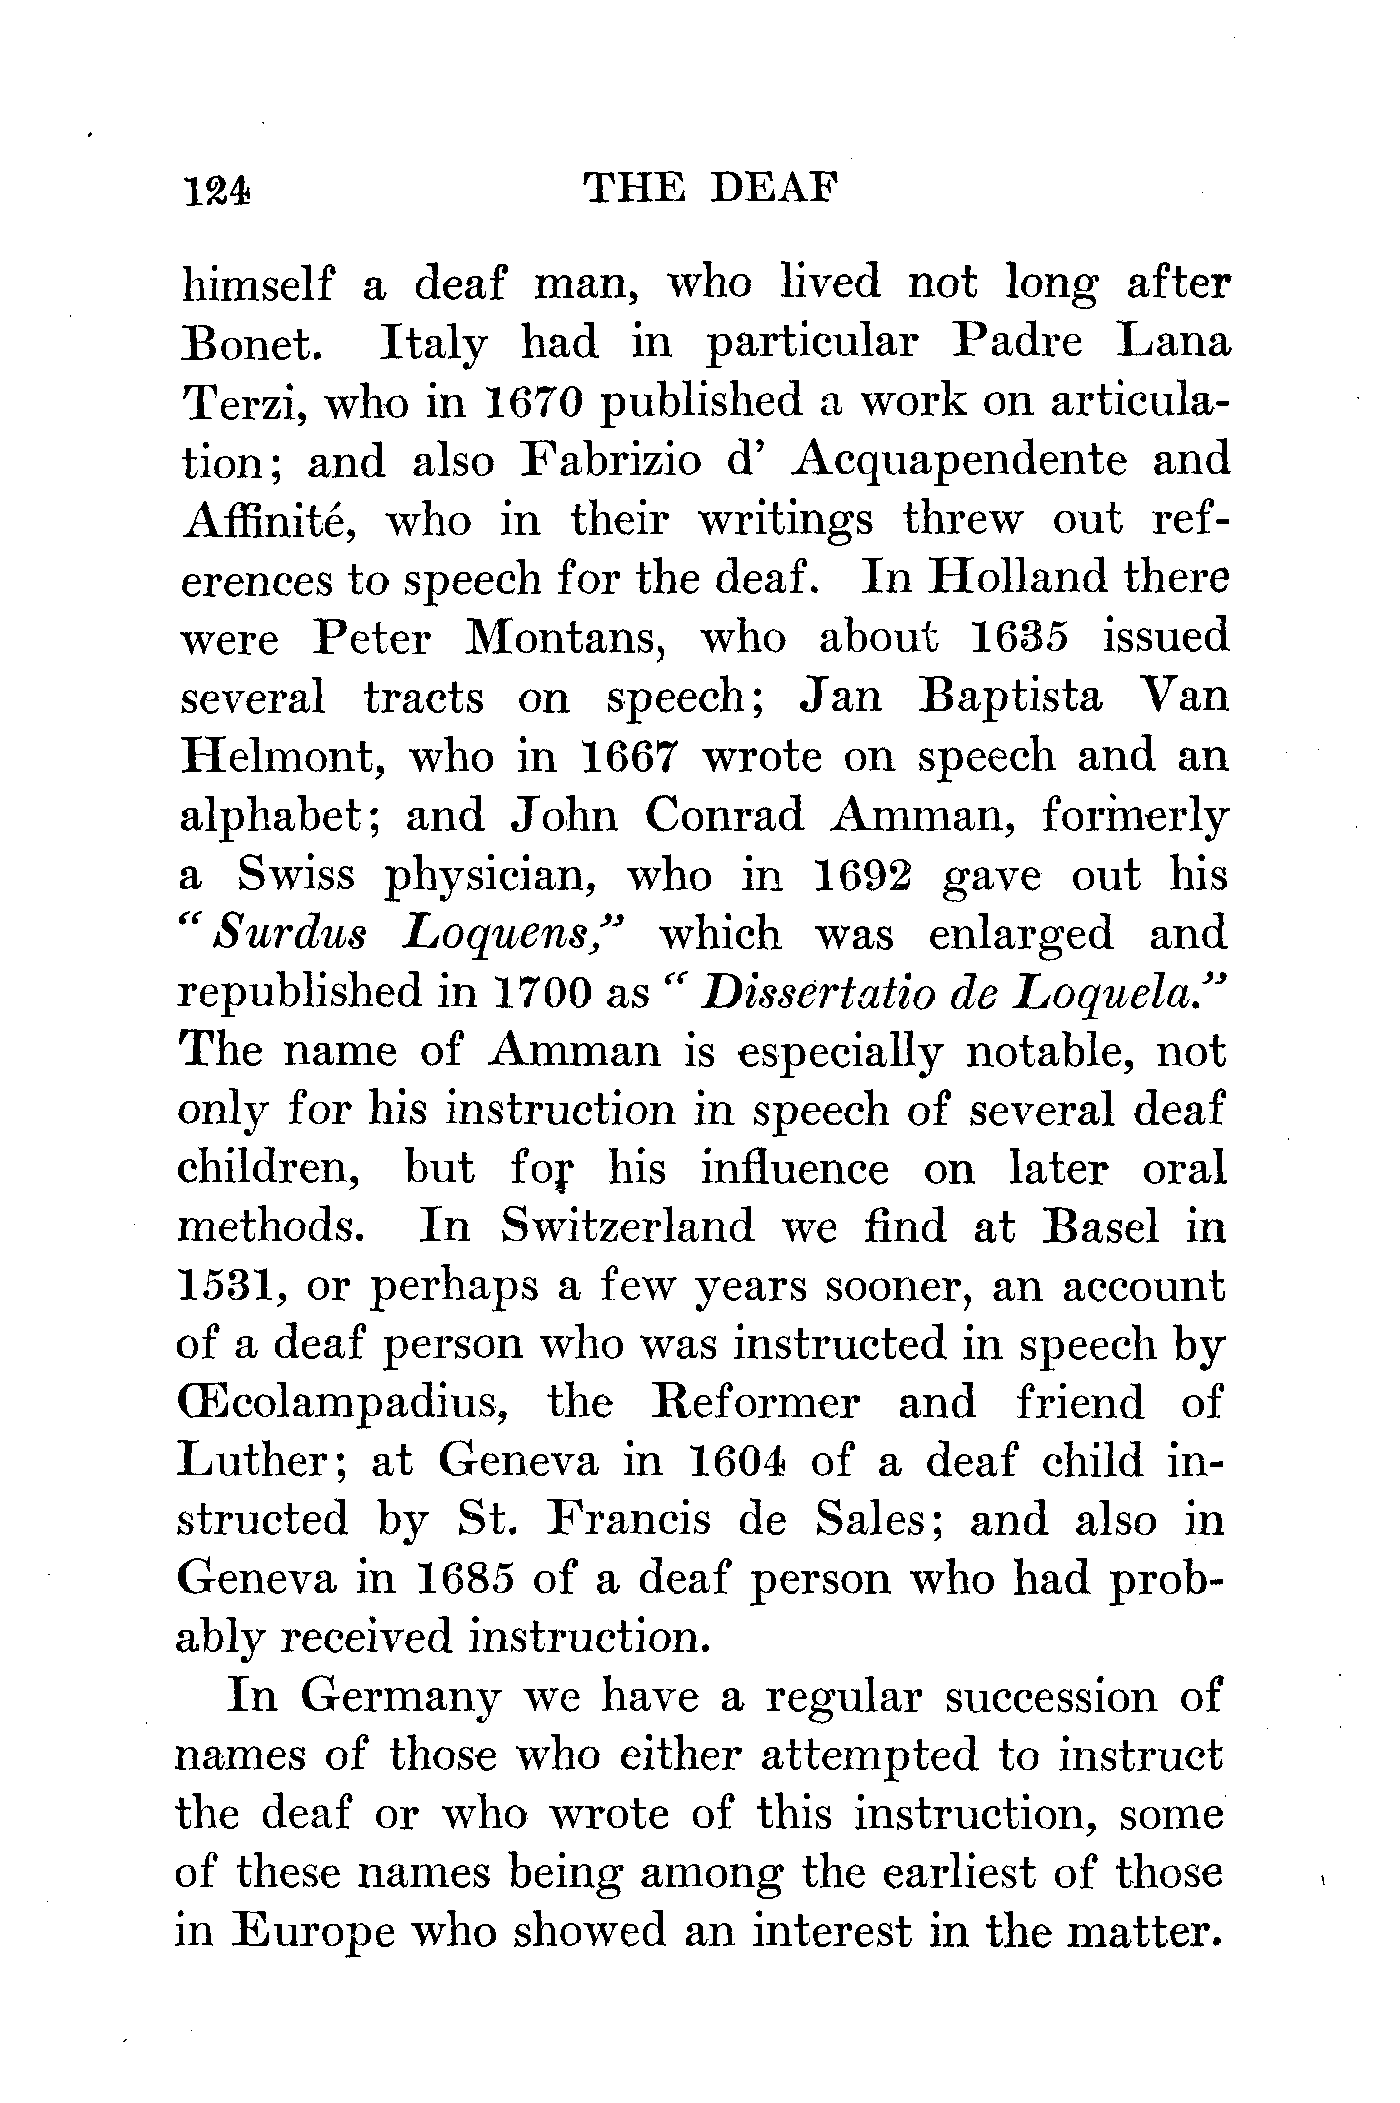 124 THE DEAF
himself a deaf man, who lived not long after
Bonet. Italy had in particular Padre Lana
Terzi, who in 1670 published a work on articula-
tion; and also Fabrizio d' Acquapendente and
Affinité, who in their writings threw out ref-
erences to speech for the deaf. In Holland there
were Peter Montans, who about 1635 issued
several tracts on speech; Jan Baptista Van
Helmont, who in 1667 wrote on speech and an
alphabet; and John Conrad Amman, formerly
a Swiss physician, who in 1692 gave out his
"Surdus Loquens," which was enlarged and
republished in 1700 as "Dissertatio de Loquela."
The name of Amman is especially notable, not
only for his instruction in speech of several deaf
children, but for his influence on later oral
methods. In Switzerland we find at Basel in
1531, or perhaps a few years sooner, an account
of a deaf person who was instructed in speech by
Œcolampadius, the Reformer and friend of
Luther; at Geneva in 1604 of a deaf child in-
structed by St. Francis de Sales; and also in
Geneva in 1685 of a deaf person who had prob-
ably received instruction.
In Germany we have a regular succession of
names of those who either attempted to instruct
the deaf or who wrote of this instruction, some
of these names being among the earliest of those
in Europe who showed an interest in the matter.